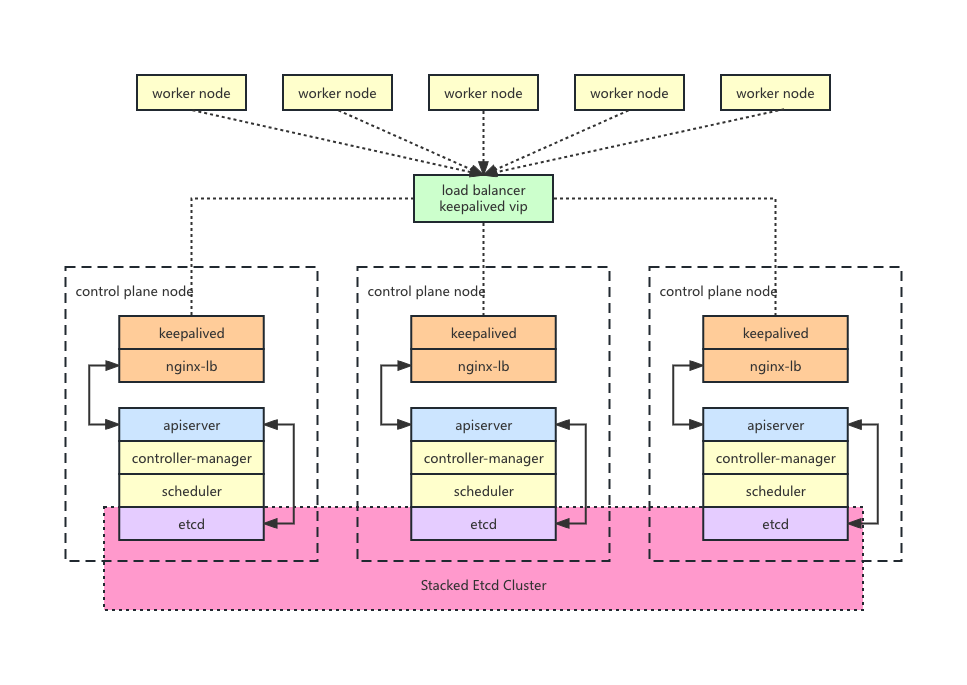 worker node
worker node
worker node
worker node
worker node
load balancer
keepalived vip
control plane node
control plane node
control plane node
keepalived
keepalived
keepalived
nginx-lb
nginx-lb
nginx-lb
apiserver
apiserver
apiserver
controller-manager
controller-manager
controller-manager
scheduler
scheduler
scheduler
etcd
etcd
etcd
Stacked Etcd Cluster